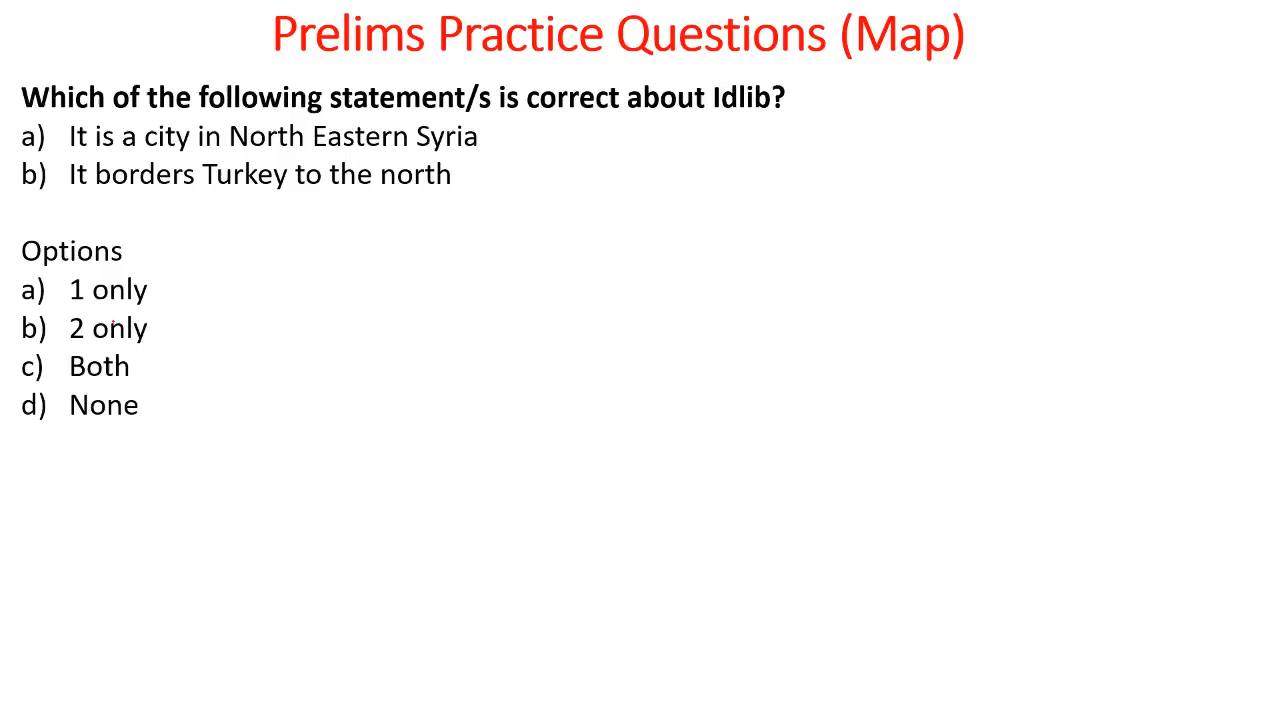 Prelims Practice Questions (Map)
Which of the following statement/s is correct about Idlib?
a) It is a city in North Eastern Syria
b) It borders Turkey to the north
Options
a) 1 only
b) 2 only
c) Both
d) None